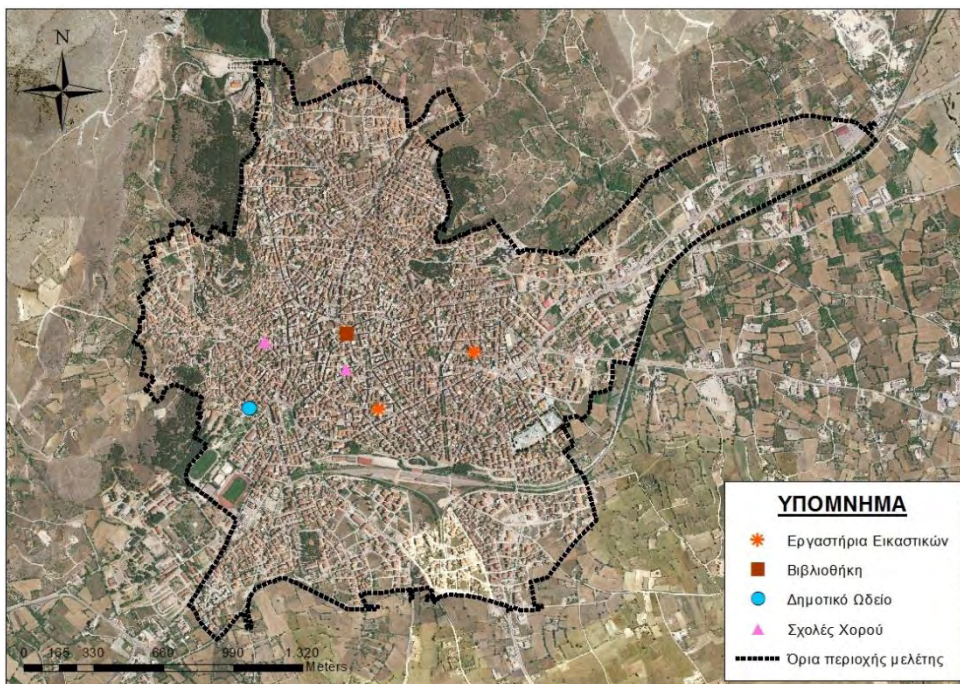 N
ΥΠΟΜΝΗΜΑ
Εργαστήρια Εικαστικών
Βιβλιοθήκη
Δημοτικό Ωδείο
Σχολές Χορού
Όρια περιοχής μελέτης
0 165 330 660 990 1.320
Meters